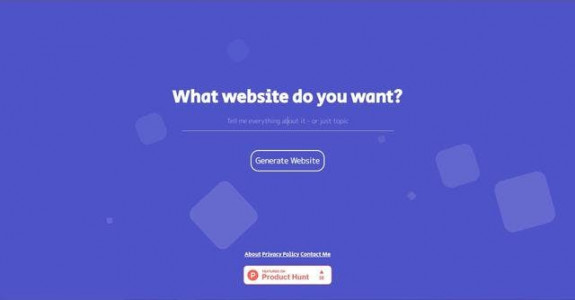 What website do you want?
Tell me everything about it - or just topic
Generate Website
About Privacy Policy Contact Me
FEATURED ON
Product Hunt